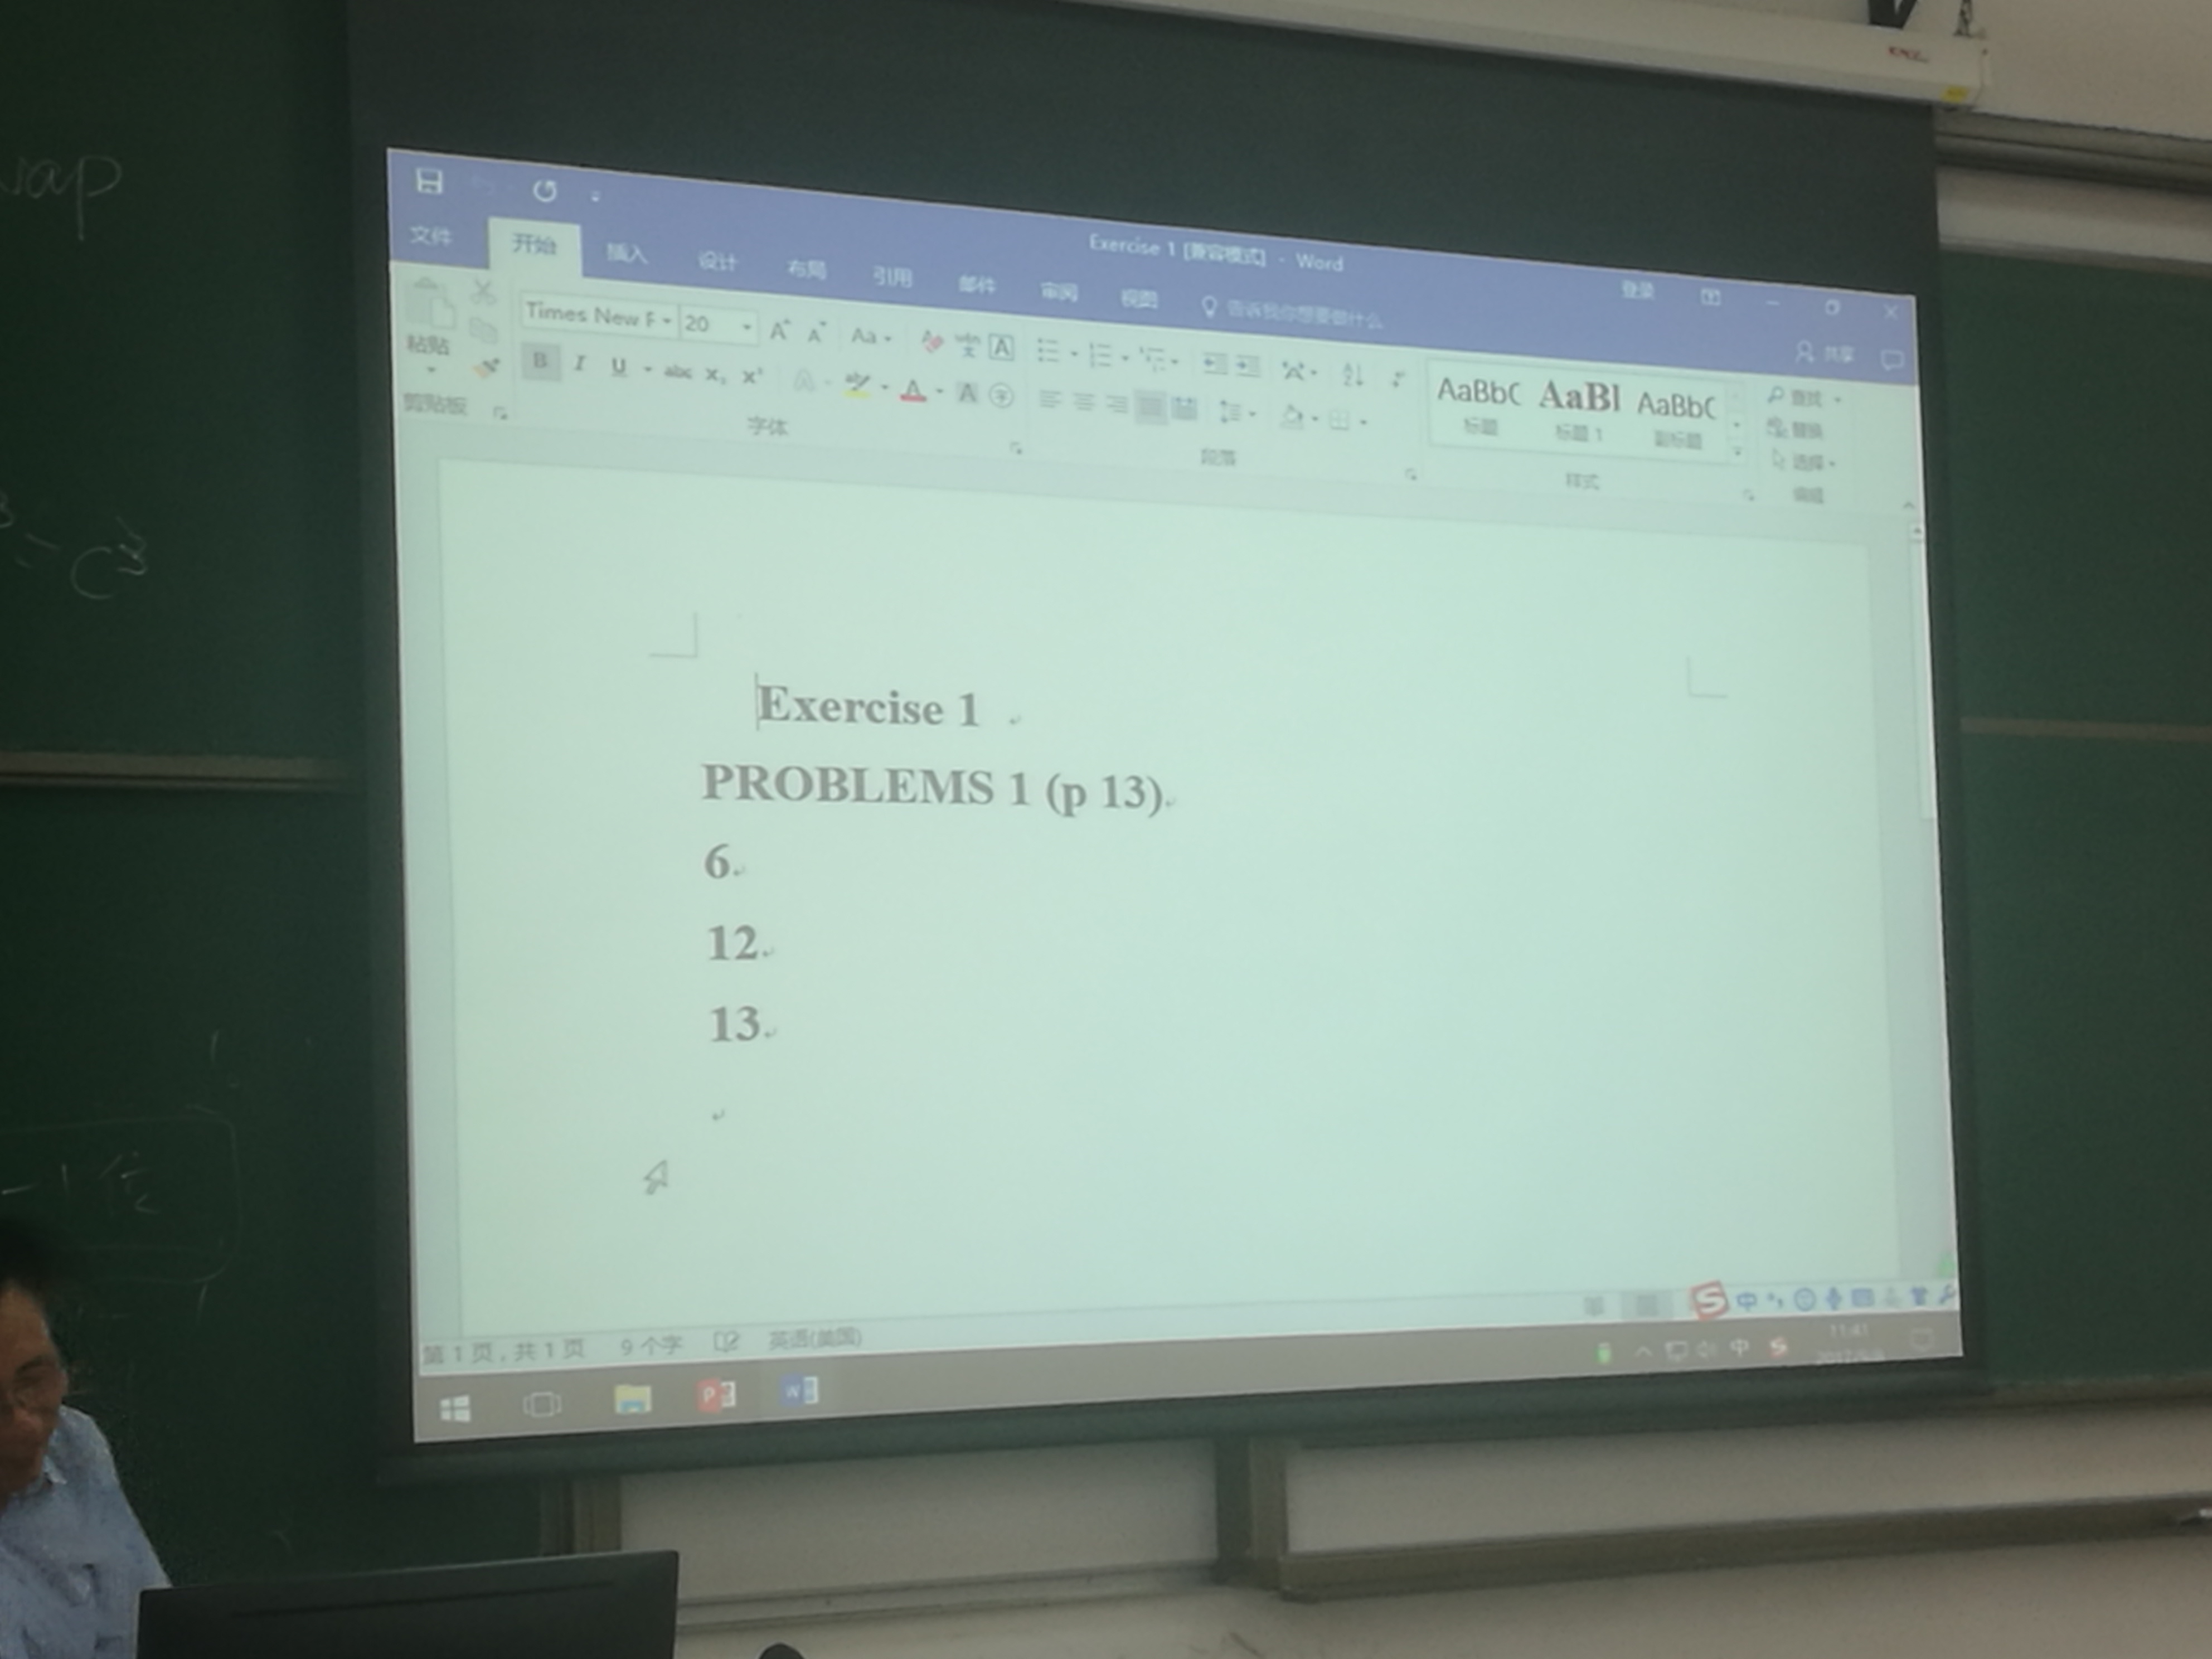 Exercise 1 [兼容模式] - Word
文件 开始 插入 设计 布局 引用 邮件 审阅 视图 告诉我你想要做什么 登录 共享
粘贴
剪贴板
Times New F 20
字体
段落
AaBbC AaBl AaBbC
标题 标题 1 副标题
样式
查找
替换
选择
编辑
Exercise 1
PROBLEMS 1 (p 13)
6
12
13
第 1 页，共 1 页 9 个字 英语(美国)
中
11:41